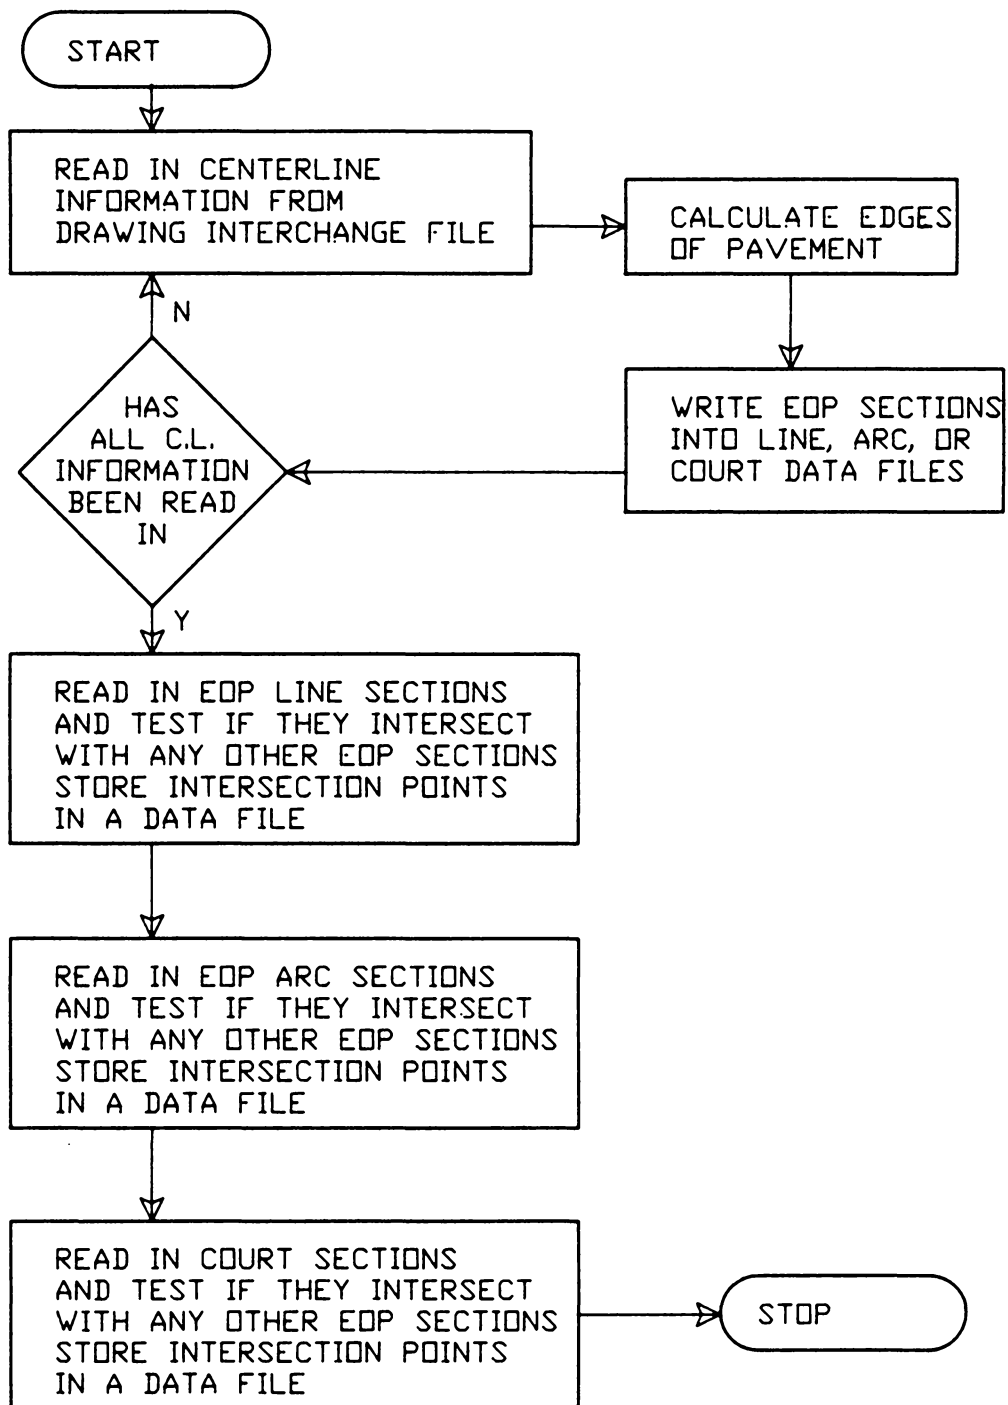 START
READ IN CENTERLINE
INFORMATION FROM
DRAWING INTERCHANGE FILE
CALCULATE EDGES
OF PAVEMENT
WRITE EOP SECTIONS
INTO LINE, ARC, OR
COURT DATA FILES
N
HAS
ALL C.L.
INFORMATION
BEEN READ
IN
Y
READ IN EOP LINE SECTIONS
AND TEST IF THEY INTERSECT
WITH ANY OTHER EOP SECTIONS
STORE INTERSECTION POINTS
IN A DATA FILE
READ IN EOP ARC SECTIONS
AND TEST IF THEY INTERSECT
WITH ANY OTHER EOP SECTIONS
STORE INTERSECTION POINTS
IN A DATA FILE
READ IN COURT SECTIONS
AND TEST IF THEY INTERSECT
WITH ANY OTHER EOP SECTIONS
STORE INTERSECTION POINTS
IN A DATA FILE
STOP